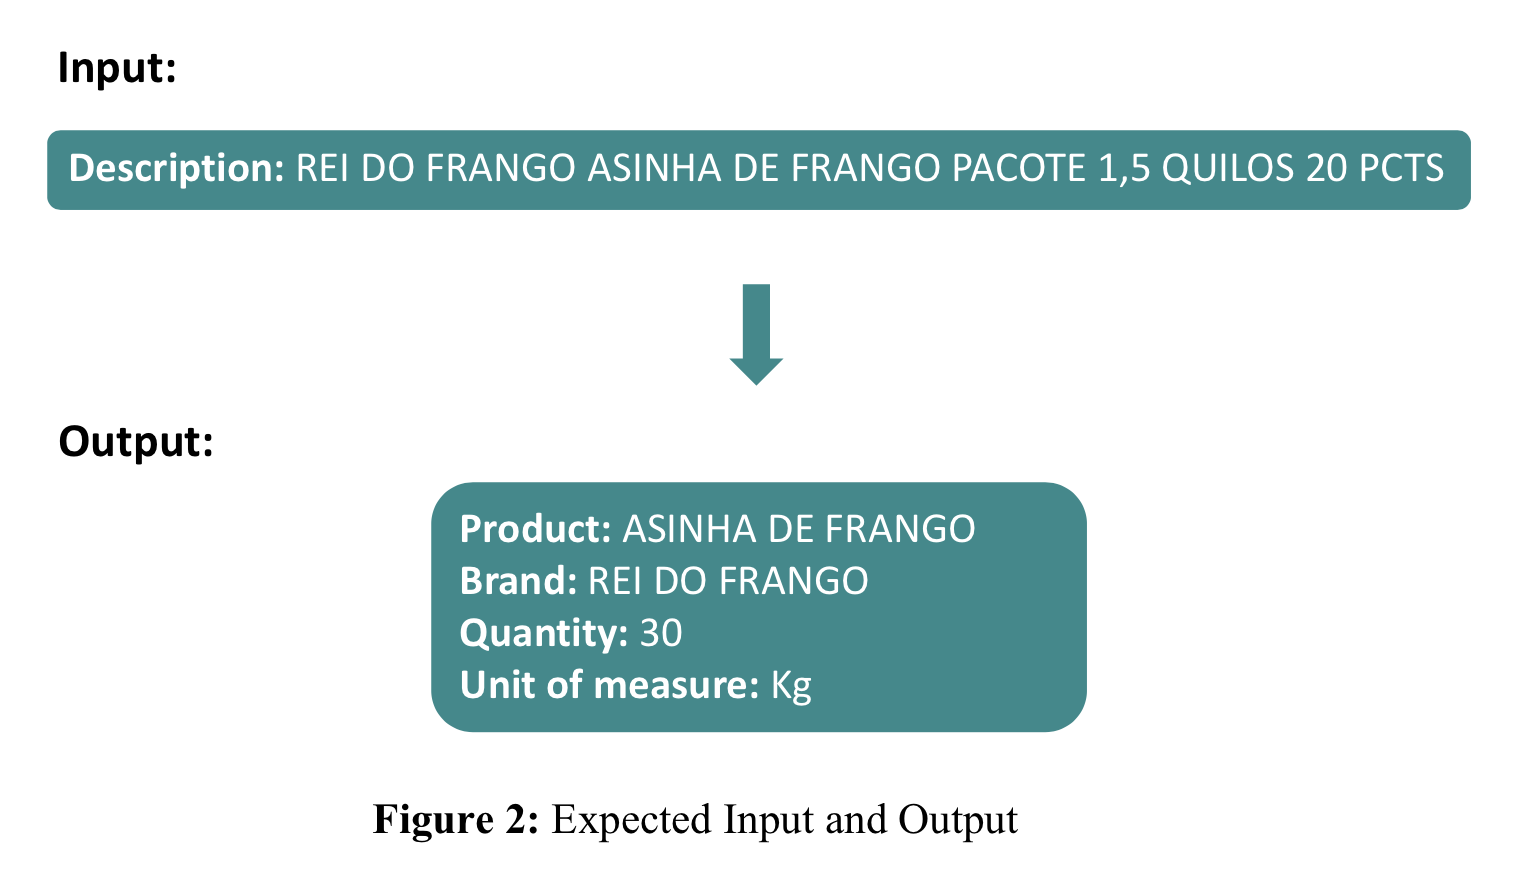 Input:
Description: REI DO FRANGO ASINHA DE FRANGO PACOTE 1,5 QUILOS 20 PCTS
Output:
Product: ASINHA DE FRANGO
Brand: REI DO FRANGO
Quantity: 30
Unit of measure: Kg
Figure 2: Expected Input and Output